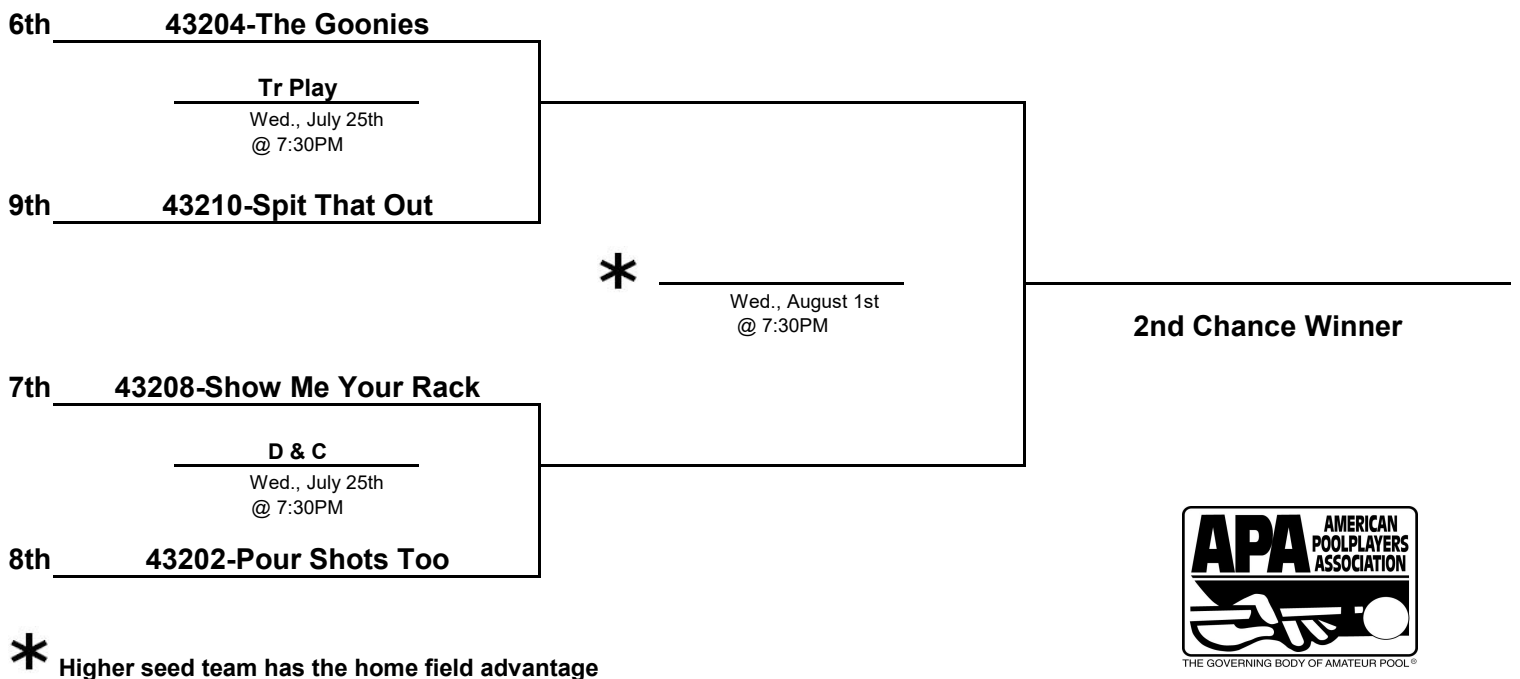 6th 43204-The Goonies
Tr Play
Wed., July 25th
@ 7:30PM
9th 43210-Spit That Out
*
Wed., August 1st
@ 7:30PM
2nd Chance Winner
7th 43208-Show Me Your Rack
D & C
Wed., July 25th
@ 7:30PM
8th 43202-Pour Shots Too
APA AMERICAN
POOLPLAYERS
ASSOCIATION
THE GOVERNING BODY OF AMATEUR POOL®
* Higher seed team has the home field advantage